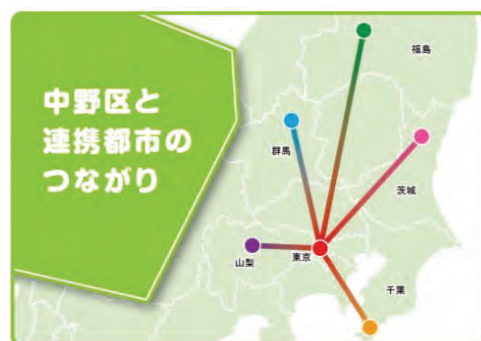 中野区と
連携都市の
つながり
福島
群馬
茨城
山梨
東京
千葉